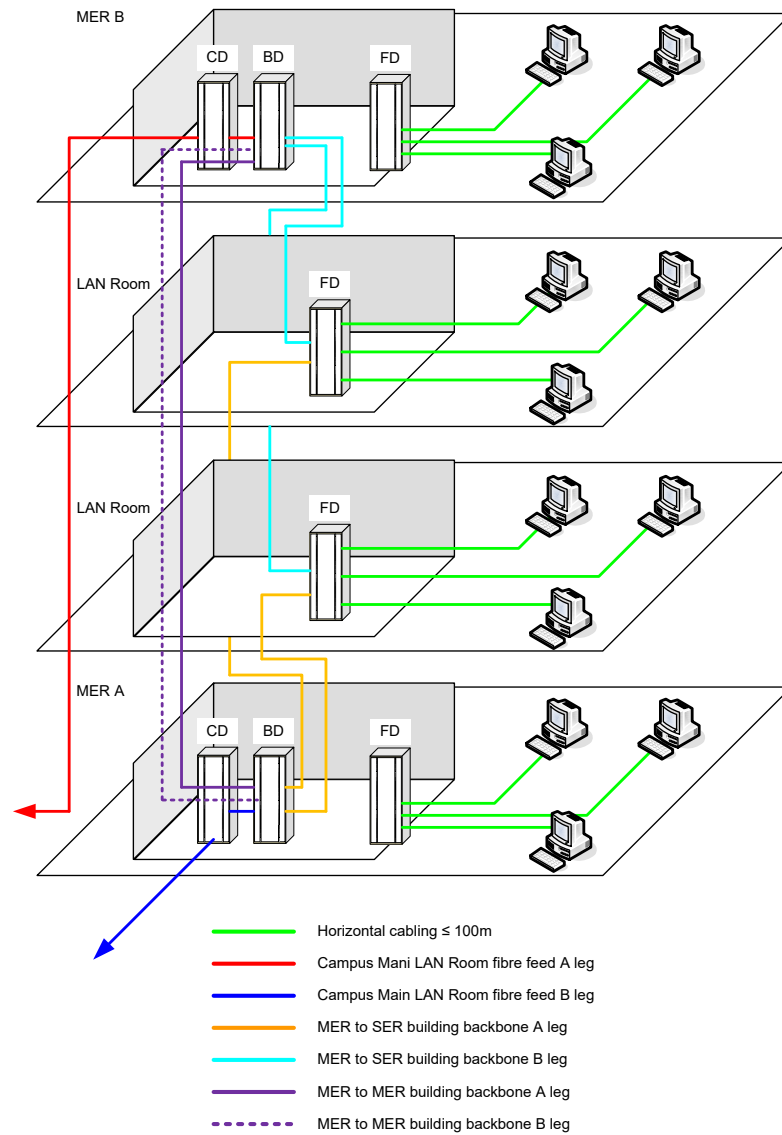 MER B
CD
BD
FD
LAN Room
FD
LAN Room
FD
MER A
CD
BD
FD
Horizontal cabling ≤ 100m
Campus Mani LAN Room fibre feed A leg
Campus Main LAN Room fibre feed B leg
MER to SER building backbone A leg
MER to SER building backbone B leg
MER to MER building backbone A leg
MER to MER building backbone B leg